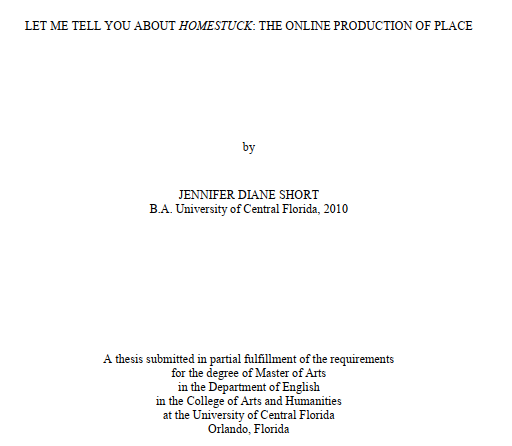 LET ME TELL YOU ABOUT HOMESTUCK: THE ONLINE PRODUCTION OF PLACE
by
JENNIFER DIANE SHORT
B.A. University of Central Florida, 2010
A thesis submitted in partial fulfillment of the requirements
for the degree of Master of Arts
in the Department of English
in the College of Arts and Humanities
at the University of Central Florida
Orlando, Florida